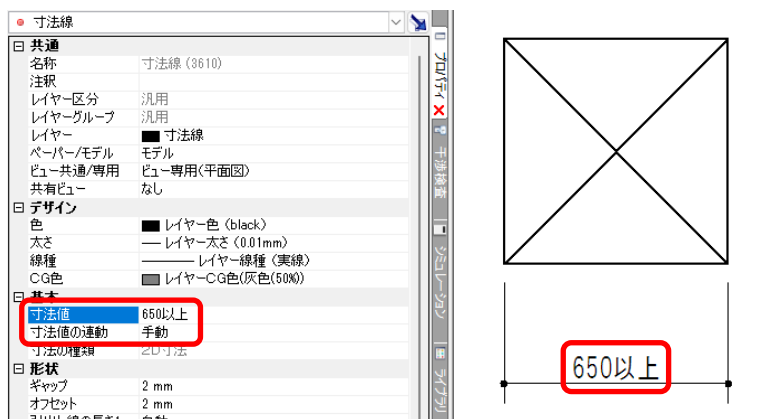 寸法線
共通
名称 寸法線 (3610)
注釈
レイヤー区分 汎用
レイヤーグループ 汎用
レイヤー 寸法線
ペーパー/モデル モデル
ビュー共通/専用 ビュー専用(平面図)
共有ビュー なし
デザイン
色 レイヤー色 (black)
太さ レイヤー太さ (0.01mm)
線種 レイヤー線種 (実線)
CG色 レイヤーCG色(灰色(50%))
基本
寸法値 650以上
寸法値の連動 手動
寸法の種類 2D寸法
形状
ギャップ 2 mm
オフセット 2 mm
プロパティ
干渉検査
シミュレーション
ライブラリ
650以上